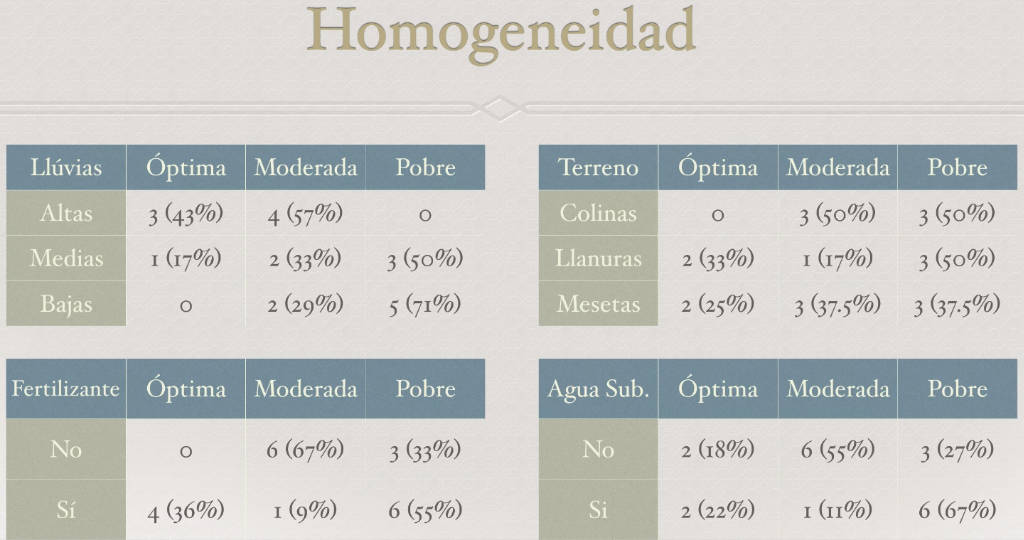 Homogeneidad
Llúvias Óptima Moderada Pobre
Altas 3 (43%) 4 (57%) 0
Medias 1 (17%) 2 (33%) 3 (50%)
Bajas 0 2 (29%) 5 (71%)
Terreno Óptima Moderada Pobre
Colinas 0 3 (50%) 3 (50%)
Llanuras 2 (33%) 1 (17%) 3 (50%)
Mesetas 2 (25%) 3 (37.5%) 3 (37.5%)
Fertilizante Óptima Moderada Pobre
No 0 6 (67%) 3 (33%)
Sí 4 (36%) 1 (9%) 6 (55%)
Agua Sub. Óptima Moderada Pobre
No 2 (18%) 6 (55%) 3 (27%)
Si 2 (22%) 1 (11%) 6 (67%)